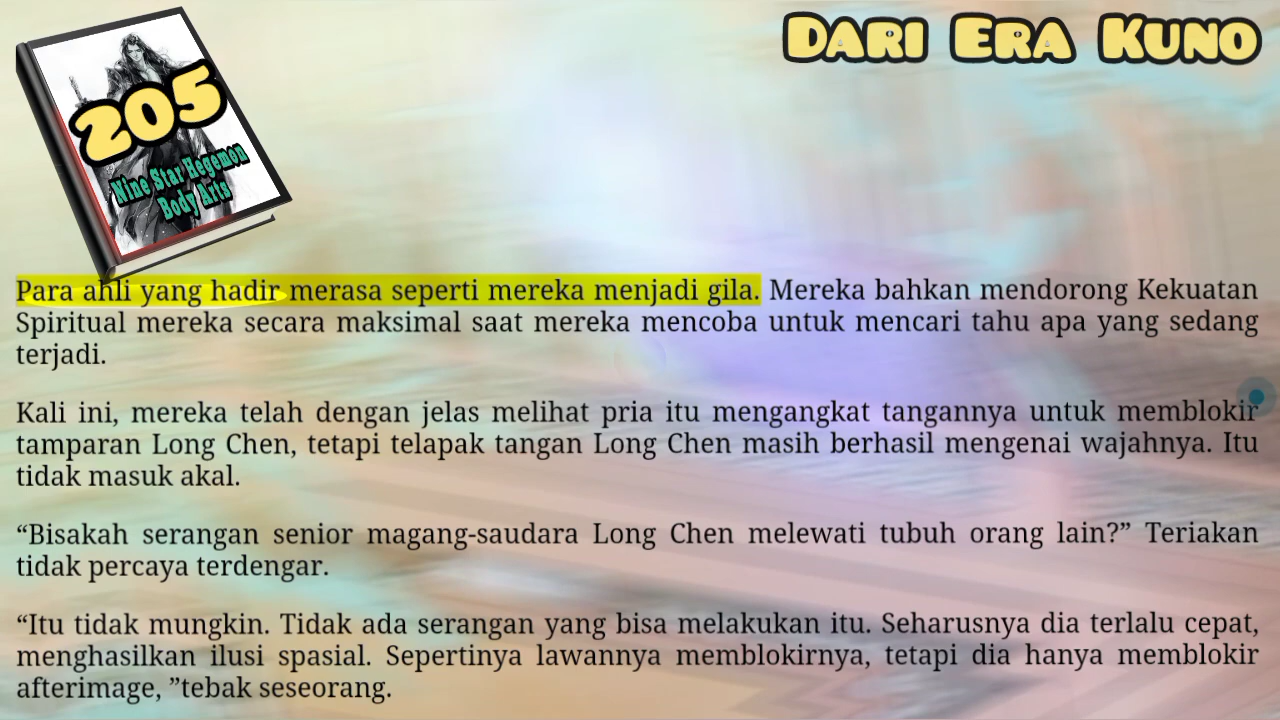 Dari Era Kuno
205
Nine Star Hegemon
Body Arts
Para ahli yang hadir merasa seperti mereka menjadi gila. Mereka bahkan mendorong Kekuatan
Spiritual mereka secara maksimal saat mereka mencoba untuk mencari tahu apa yang sedang
terjadi.
Kali ini, mereka telah dengan jelas melihat pria itu mengangkat tangannya untuk memblokir
tamparan Long Chen, tetapi telapak tangan Long Chen masih berhasil mengenai wajahnya. Itu
tidak masuk akal.
“Bisakah serangan senior magang-saudara Long Chen melewati tubuh orang lain?” Teriakan
tidak percaya terdengar.
“Itu tidak mungkin. Tidak ada serangan yang bisa melakukan itu. Seharusnya dia terlalu cepat,
menghasilkan ilusi spasial. Sepertinya lawannya memblokirnya, tetapi dia hanya memblokir
afterimage, ”tebak seseorang.